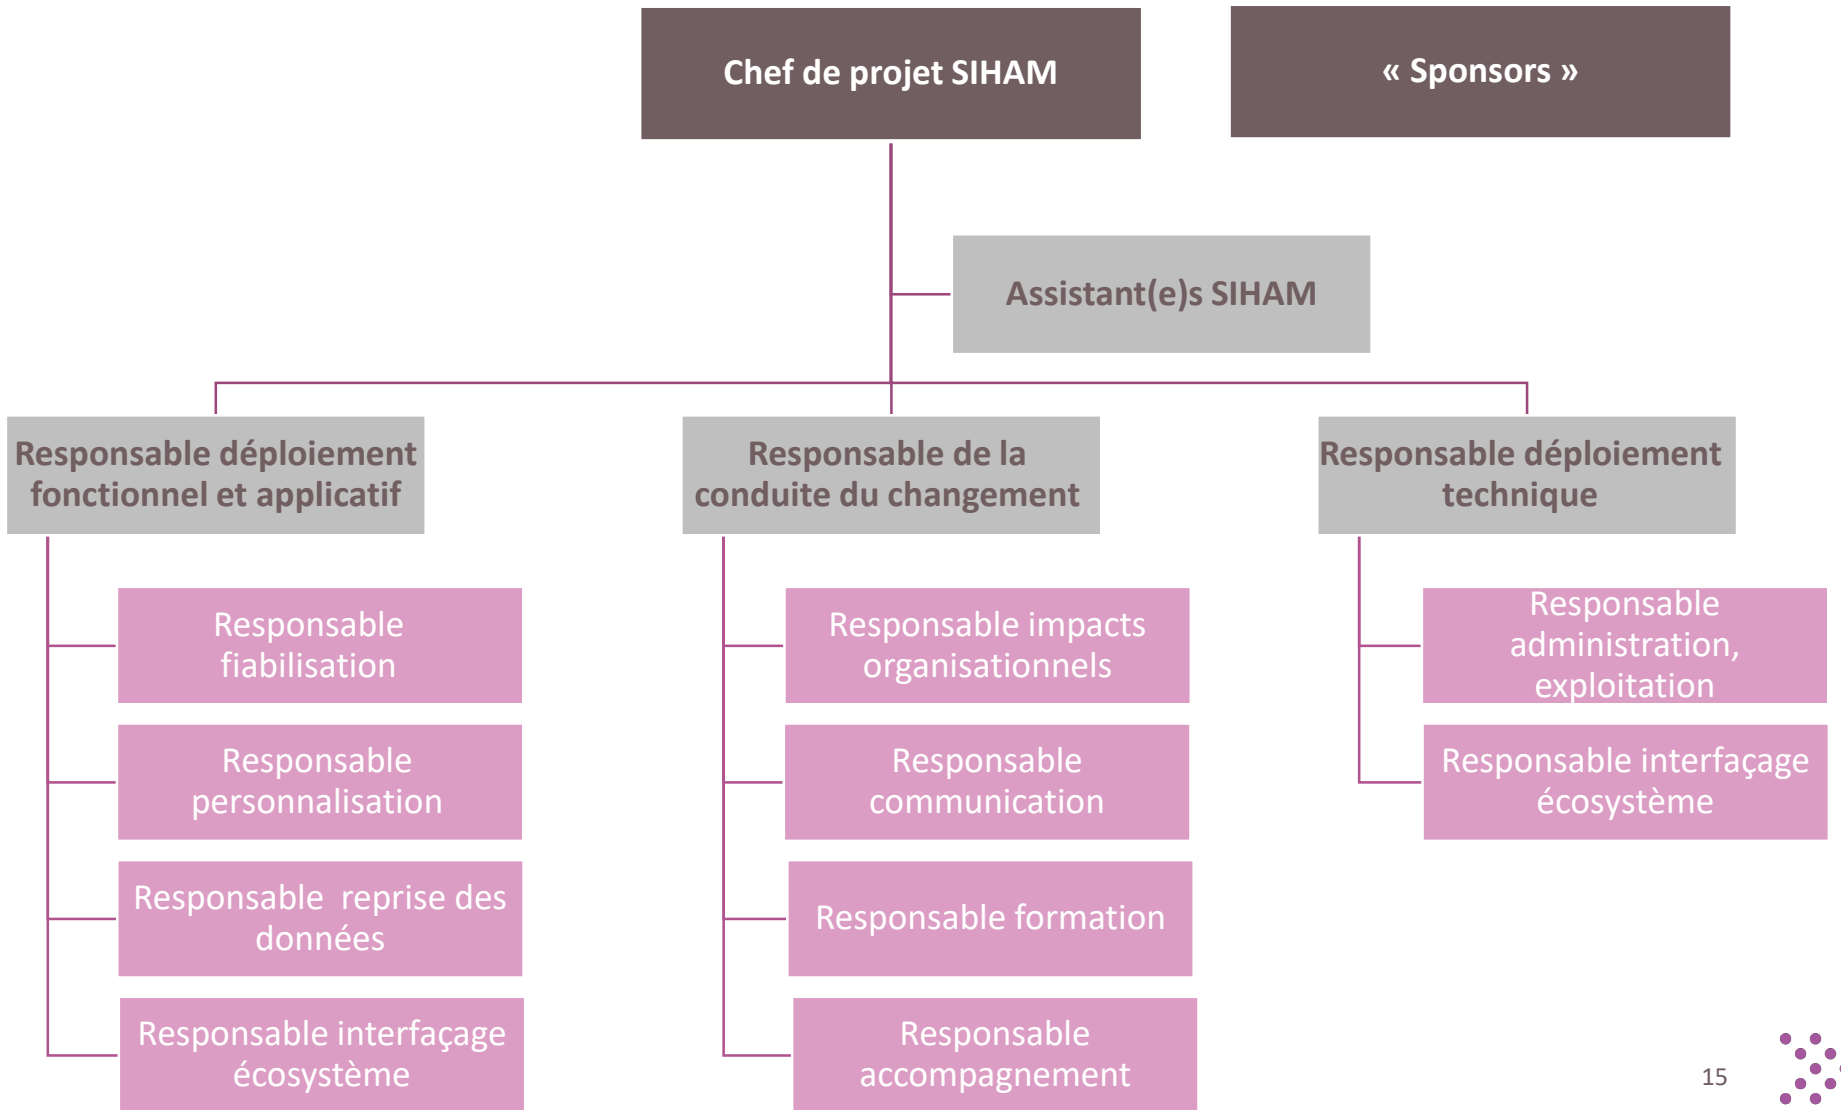 Chef de projet SIHAM
« Sponsors »
Assistant(e)s SIHAM
Responsable déploiement
fonctionnel et applicatif
Responsable de la
conduite du changement
Responsable déploiement
technique
Responsable
fiabilisation
Responsable
personnalisation
Responsable  reprise des
données
Responsable interfaçage
écosystème
Responsable impacts
organisationnels
Responsable
communication
Responsable formation
Responsable
accompagnement
Responsable
administration,
exploitation
Responsable interfaçage
écosystème
15